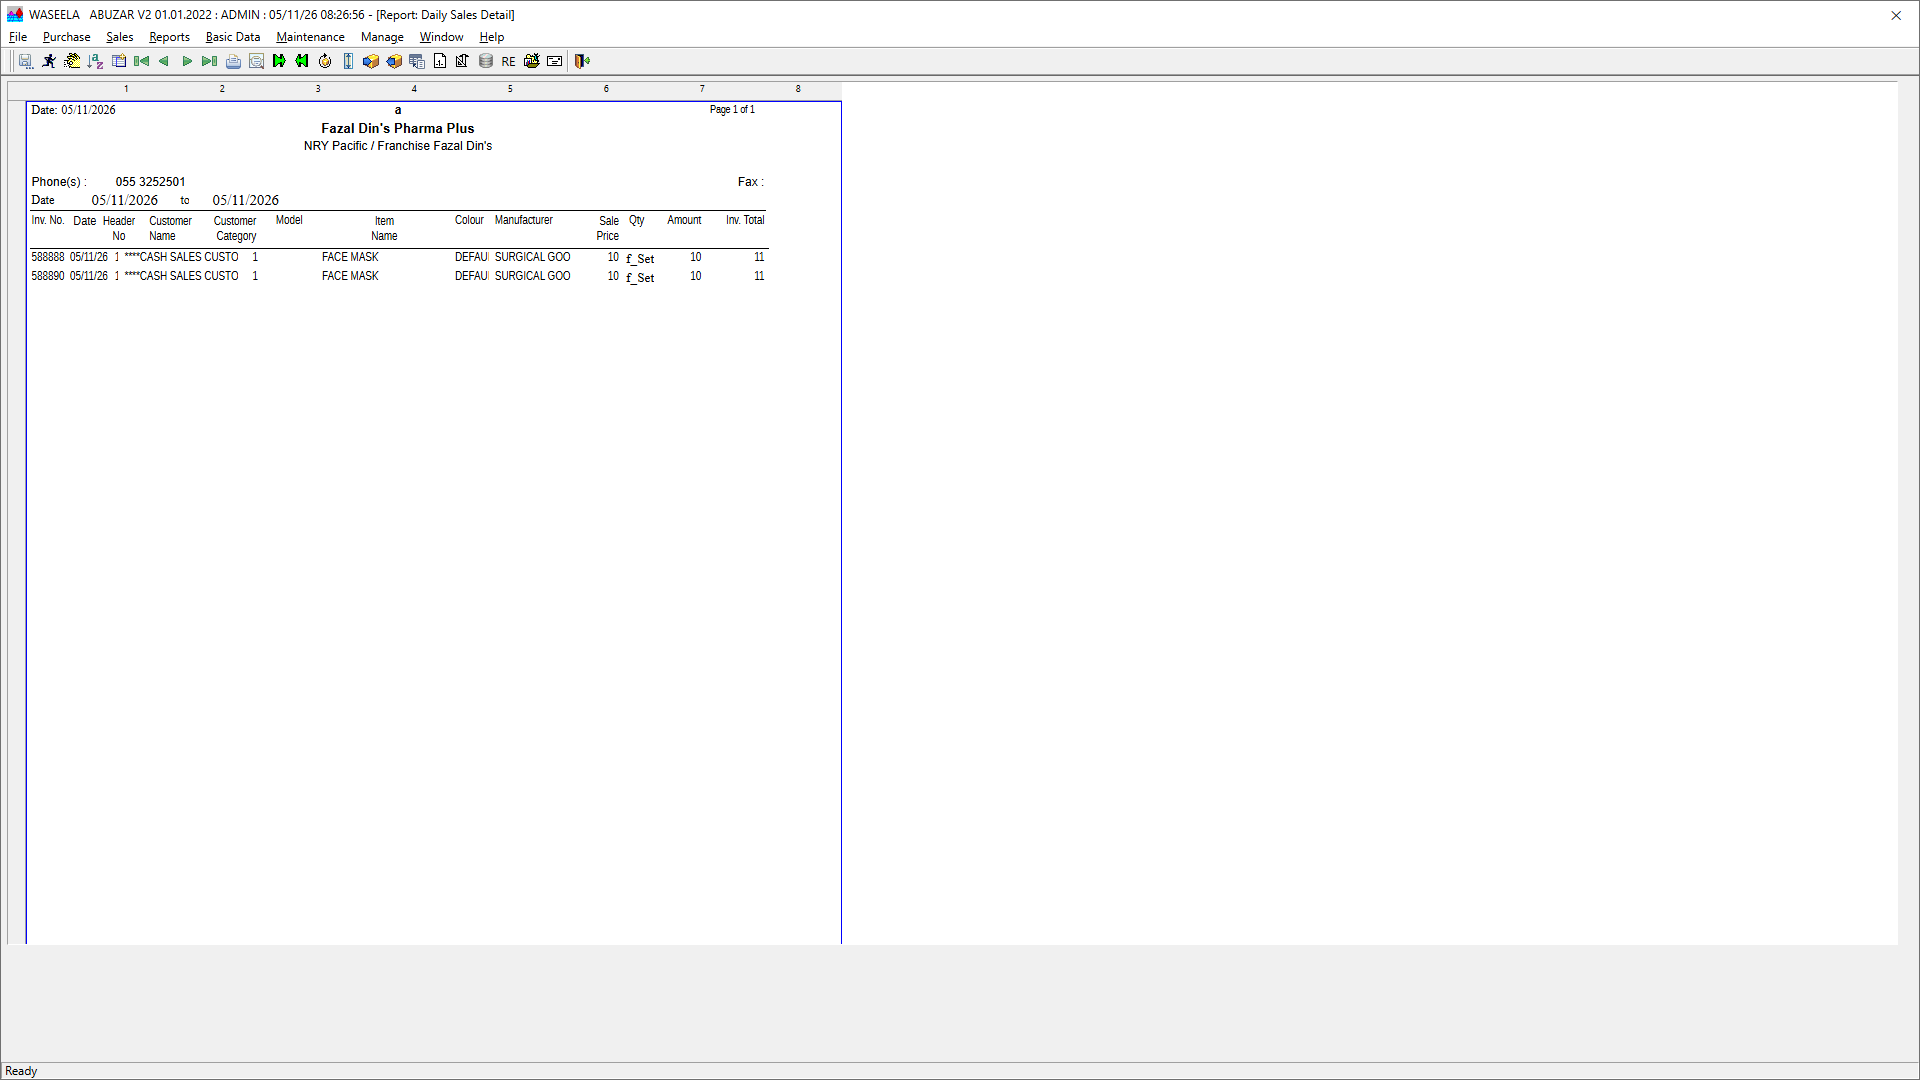 WASEELA ABUZAR V2 01.01.2022 : ADMIN : 05/11/26 08:26:56 - [Report: Daily Sales Detail]
File Purchase Sales Reports Basic Data Maintenance Manage Window Help
RE
1 2 3 4 5 6 7 8
Date: 05/11/2026 a Page 1 of 1
Fazal Din's Pharma Plus
NRY Pacific / Franchise Fazal Din's
Phone(s) : 055 3252501 Fax :
Date 05/11/2026 to 05/11/2026
Inv. No. Date Header Customer Customer Model Item Colour Manufacturer Sale Qty Amount Inv. Total
No Name Category Name Price
588888 05/11/26 1 ****CASH SALES CUSTO 1 FACE MASK DEFAU SURGICAL GOO 10 f_Set 10 11
588890 05/11/26 1 ****CASH SALES CUSTO 1 FACE MASK DEFAU SURGICAL GOO 10 f_Set 10 11
Ready